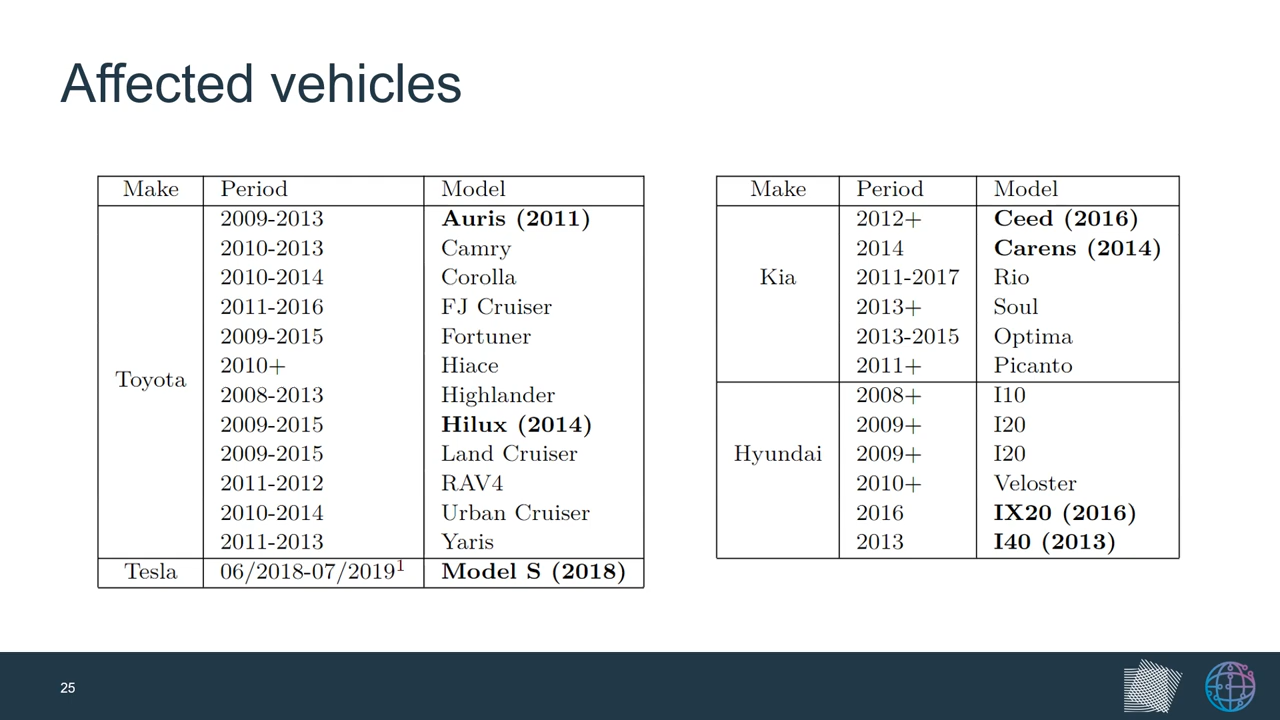 Affected vehicles
Make Period Model
Toyota
2009-2013 Auris (2011)
2010-2013 Camry
2010-2014 Corolla
2011-2016 FJ Cruiser
2009-2015 Fortuner
2010+ Hiace
2008-2013 Highlander
2009-2015 Hilux (2014)
2009-2015 Land Cruiser
2011-2012 RAV4
2010-2014 Urban Cruiser
2011-2013 Yaris
Tesla 06/2018-07/2019¹ Model S (2018)
Make Period Model
Kia
2012+ Ceed (2016)
2014 Carens (2014)
2011-2017 Rio
2013+ Soul
2013-2015 Optima
2011+ Picanto
Hyundai
2008+ I10
2009+ I20
2009+ I20
2010+ Veloster
2016 IX20 (2016)
2013 I40 (2013)
25